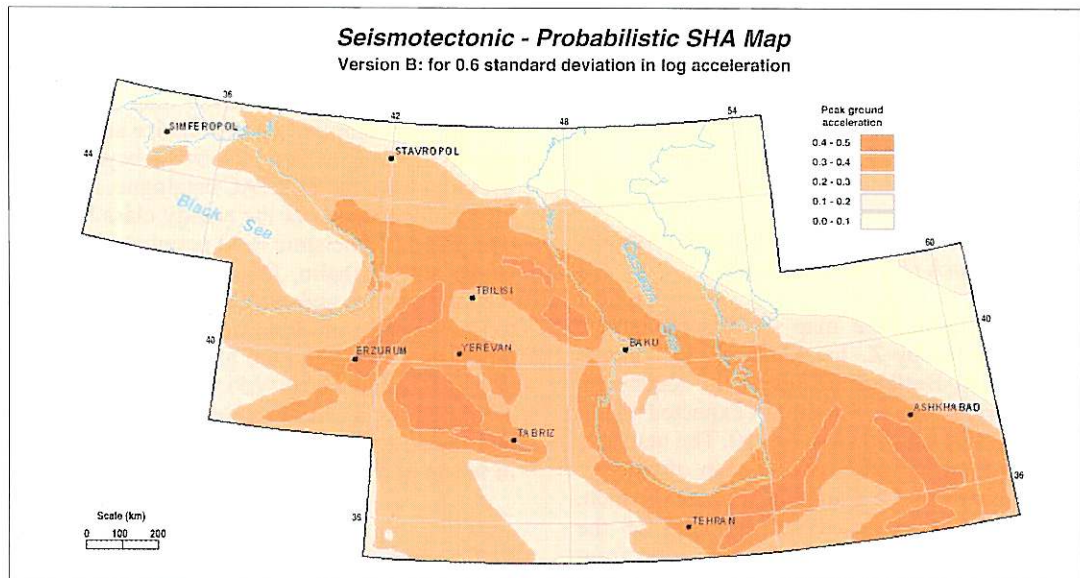 Seismotectonic - Probabilistic SHA Map
Version B: for 0.6 standard deviation in log acceleration
36
42
48
54
Peak ground
acceleration
0.4 - 0.5
0.3 - 0.4
0.2 - 0.3
0.1 - 0.2
0.0 - 0.1
SIMFEROPOL
STAVROPOL
44
Black Sea
Caspian Sea
60
TBILISI
40
40
ERZURUM
YEREVAN
BAKU
ASHKHABAD
TABRIZ
36
36
TEHRAN
Scale (km)
0 100 200